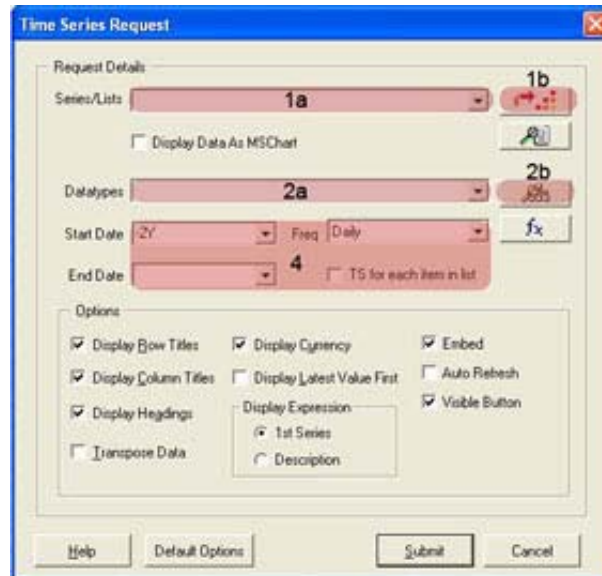 Time Series Request
Request Details
1b
Series/Lists 1a
Display Data As MSChart
2b
Datatypes 2a
Start Date -2Y Freq Daily fx
4
End Date TS for each item in list
Options
Display Row Titles Display Currency Embed
Display Column Titles Display Latest Value First Auto Refresh
Display Headings Display Expression Visible Button
1st Series
Transpose Data Description
Help Default Options Submit Cancel